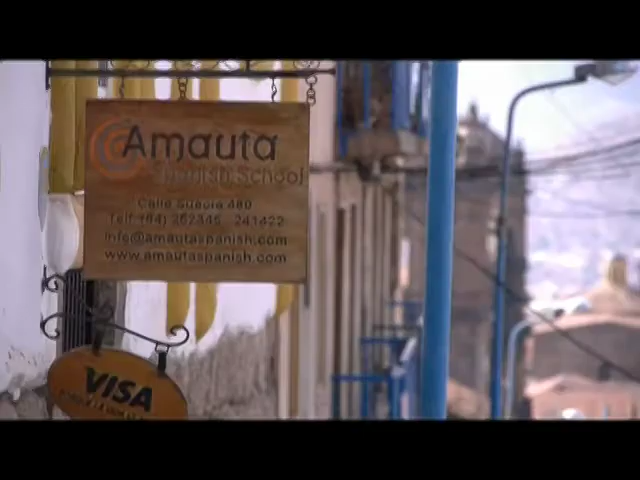 Amauta
Spanish School
Calle Suecia 480
Telf (84) 262345 241422
info@amautaspanish.com
www.amautaspanish.com
VISA